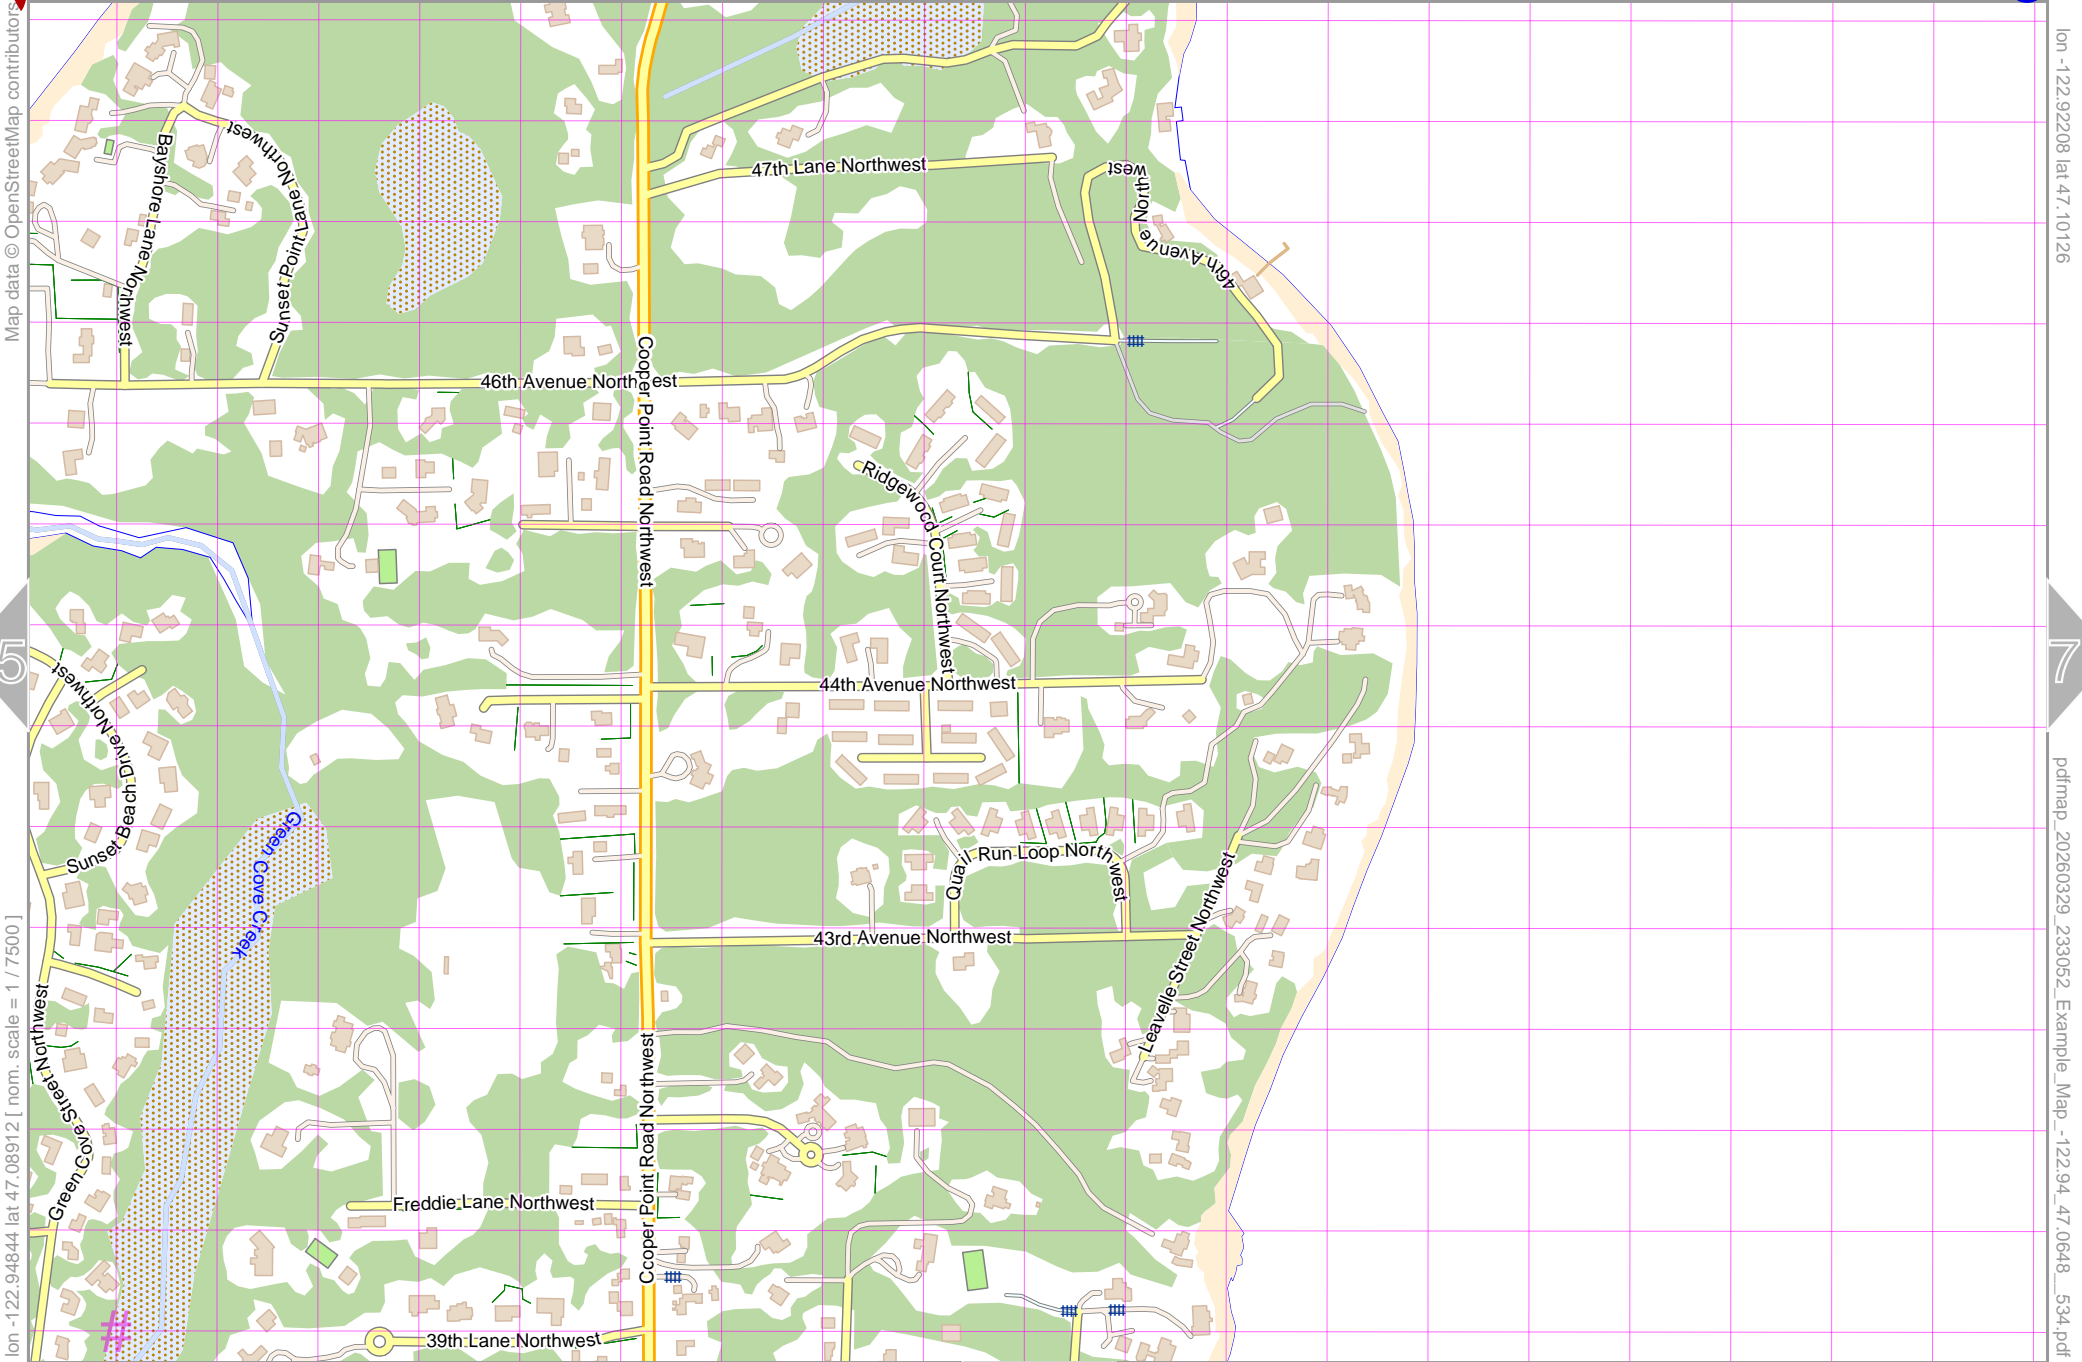 Map data © OpenStreetMap contributors
lon -122.92208 lat 47.10126
Sunset Point Lane Northwest
Bayshore Lane Northwest
47th Lane Northwest
46th Avenue Northwest
46th Avenue Northwest
Cooper Point Road Northwest
Ridgewood Court Northwest
5
7
44th Avenue Northwest
Sunset Beach Drive Northwest
Green Cove Creek
Quail Run Loop Northwest
43rd Avenue Northwest
Leavelle Street Northwest
Green Cove Street Northwest
Cooper Point Road Northwest
Freddie Lane Northwest
39th Lane Northwest
#
lon -122.94844 lat 47.08912 [ nom. scale = 1 / 7500 ]
pdfmap_20260329_233052_Example_Map_-122.94_47.0648__534.pdf